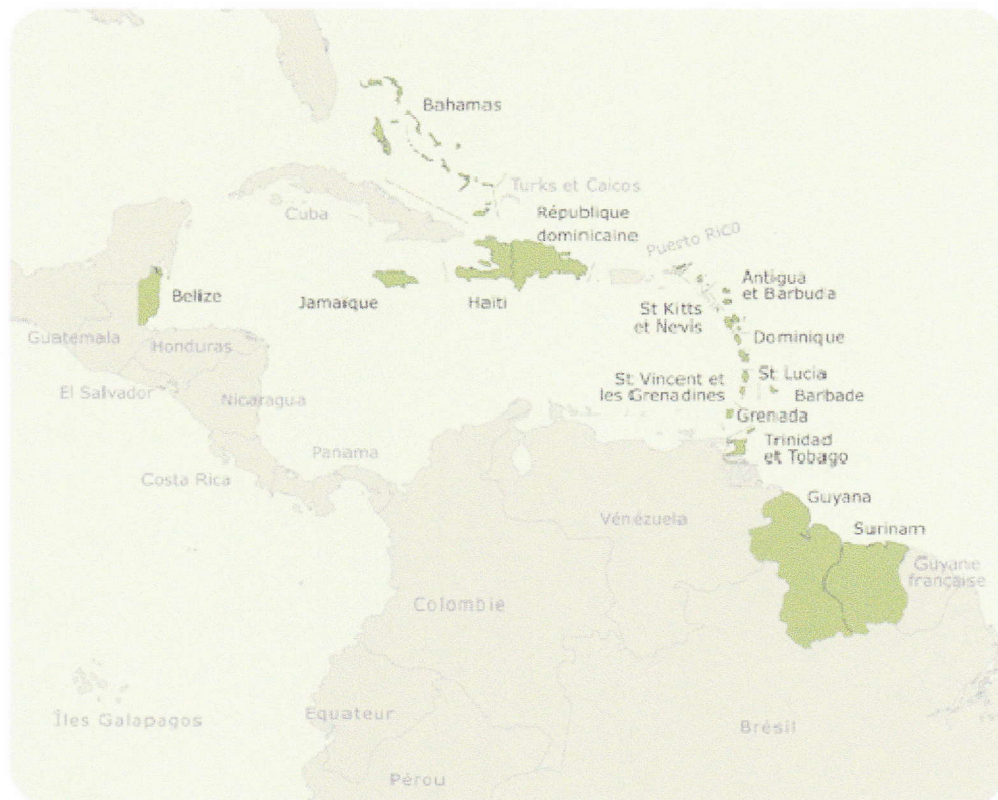 Bahamas
Turks et Caicos
Cuba
République
dominicaine
Puerto Rico
Belize
Jamaïque
Haïti
Antigua
et Barbuda
St Kitts
et Nevis
Guatemala
Honduras
Dominique
El Salvador
Nicaragua
St Vincent et
les Grenadines
St Lucia
Barbade
Grenada
Panama
Trinidad
et Tobago
Costa Rica
Guyana
Vénézuela
Surinam
Guyane
française
Colombie
Îles Galapagos
Equateur
Brésil
Pérou